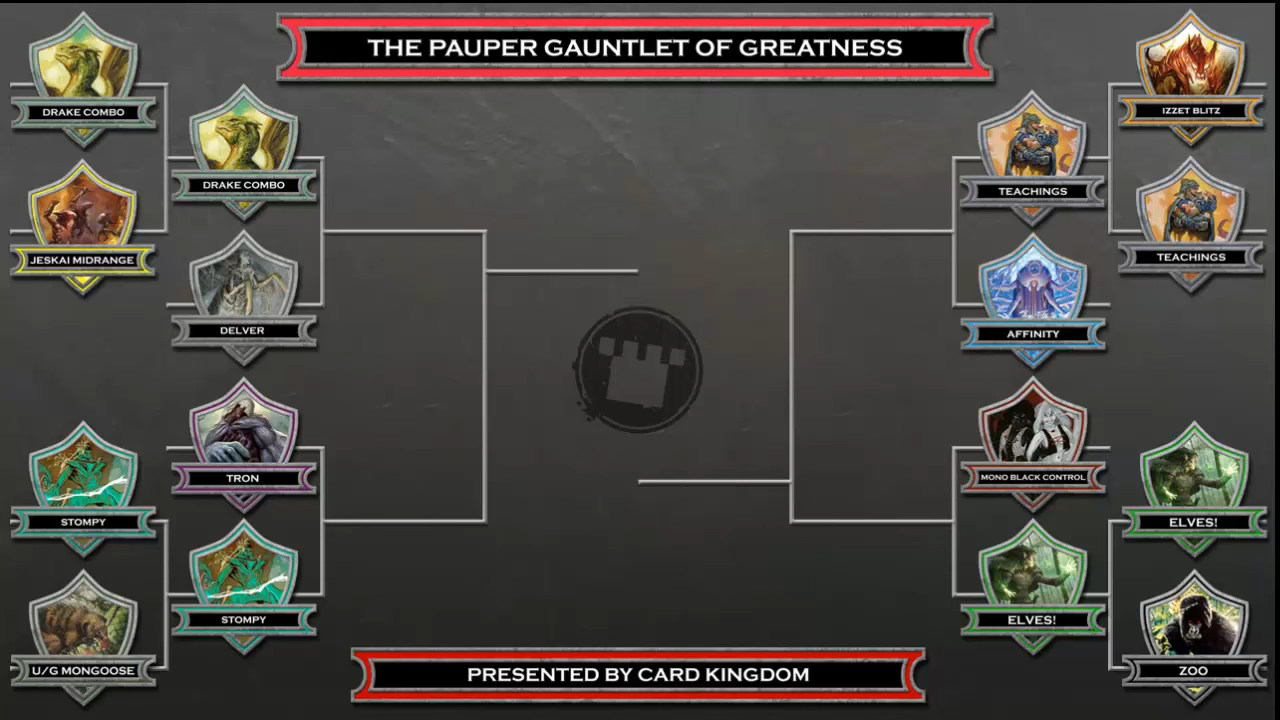 THE PAUPER GAUNTLET OF GREATNESS
DRAKE COMBO
JESKAI MIDRANGE
DRAKE COMBO
DELVER
TRON
STOMPY
STOMPY
U/G MONGOOSE
IZZET BLITZ
TEACHINGS
TEACHINGS
AFFINITY
MONO BLACK CONTROL
ELVES!
ELVES!
ZOO
PRESENTED BY CARD KINGDOM